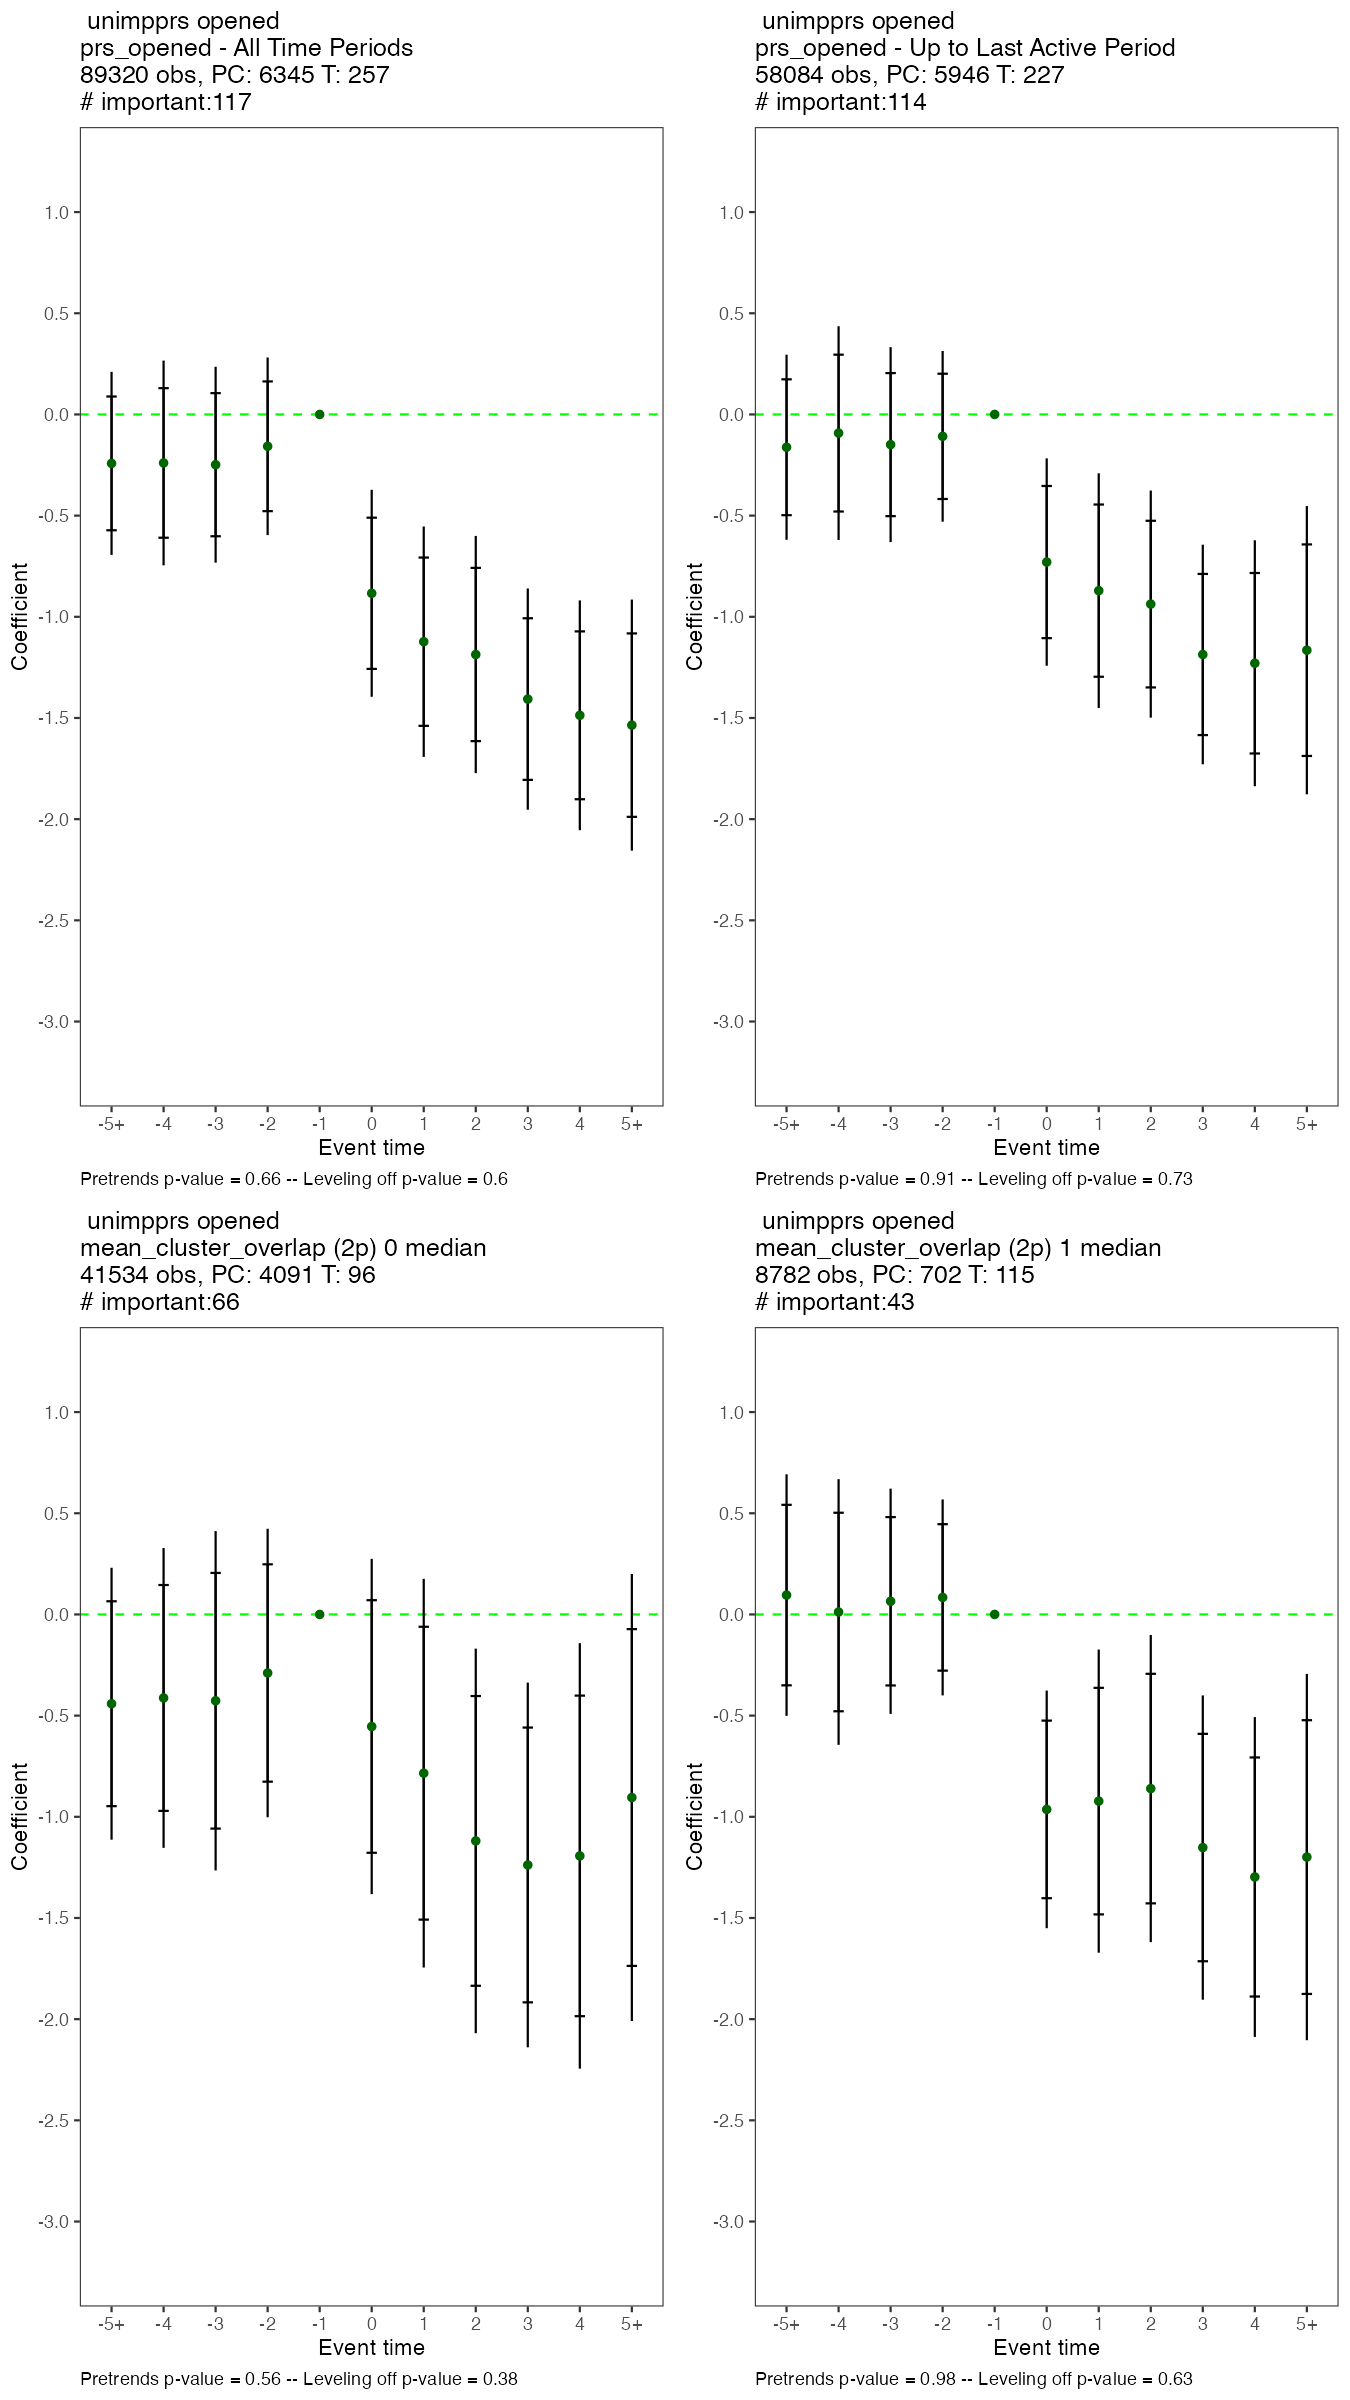 unimpprs opened
prs_opened - All Time Periods
89320 obs, PC: 6345 T: 257
# important:117
1.0
0.5
0.0
-0.5
-1.0
-1.5
-2.0
-2.5
-3.0
Coefficient
-5+ -4 -3 -2 -1 0 1 2 3 4 5+
Event time
Pretrends p-value = 0.66 -- Leveling off p-value = 0.6
unimpprs opened
prs_opened - Up to Last Active Period
58084 obs, PC: 5946 T: 227
# important:114
1.0
0.5
0.0
-0.5
-1.0
-1.5
-2.0
-2.5
-3.0
Coefficient
-5+ -4 -3 -2 -1 0 1 2 3 4 5+
Event time
Pretrends p-value = 0.91 -- Leveling off p-value = 0.73
unimpprs opened
mean_cluster_overlap (2p) 0 median
41534 obs, PC: 4091 T: 96
# important:66
1.0
0.5
0.0
-0.5
-1.0
-1.5
-2.0
-2.5
-3.0
Coefficient
-5+ -4 -3 -2 -1 0 1 2 3 4 5+
Event time
Pretrends p-value = 0.56 -- Leveling off p-value = 0.38
unimpprs opened
mean_cluster_overlap (2p) 1 median
8782 obs, PC: 702 T: 115
# important:43
1.0
0.5
0.0
-0.5
-1.0
-1.5
-2.0
-2.5
-3.0
Coefficient
-5+ -4 -3 -2 -1 0 1 2 3 4 5+
Event time
Pretrends p-value = 0.98 -- Leveling off p-value = 0.63